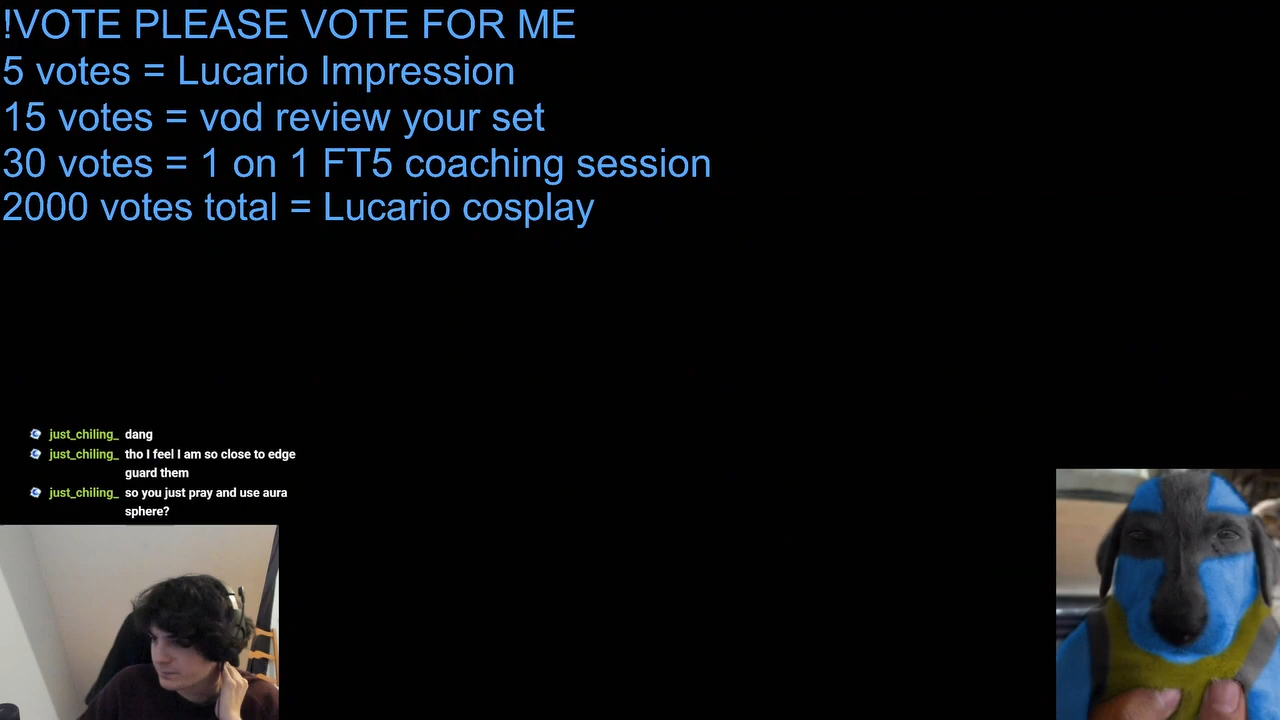 !VOTE PLEASE VOTE FOR ME
5 votes = Lucario Impression
15 votes = vod review your set
30 votes = 1 on 1 FT5 coaching session
2000 votes total = Lucario cosplay
just_chiling_ dang
just_chiling_ tho I feel I am so close to edge
guard them
just_chiling_ so you just pray and use aura
sphere?